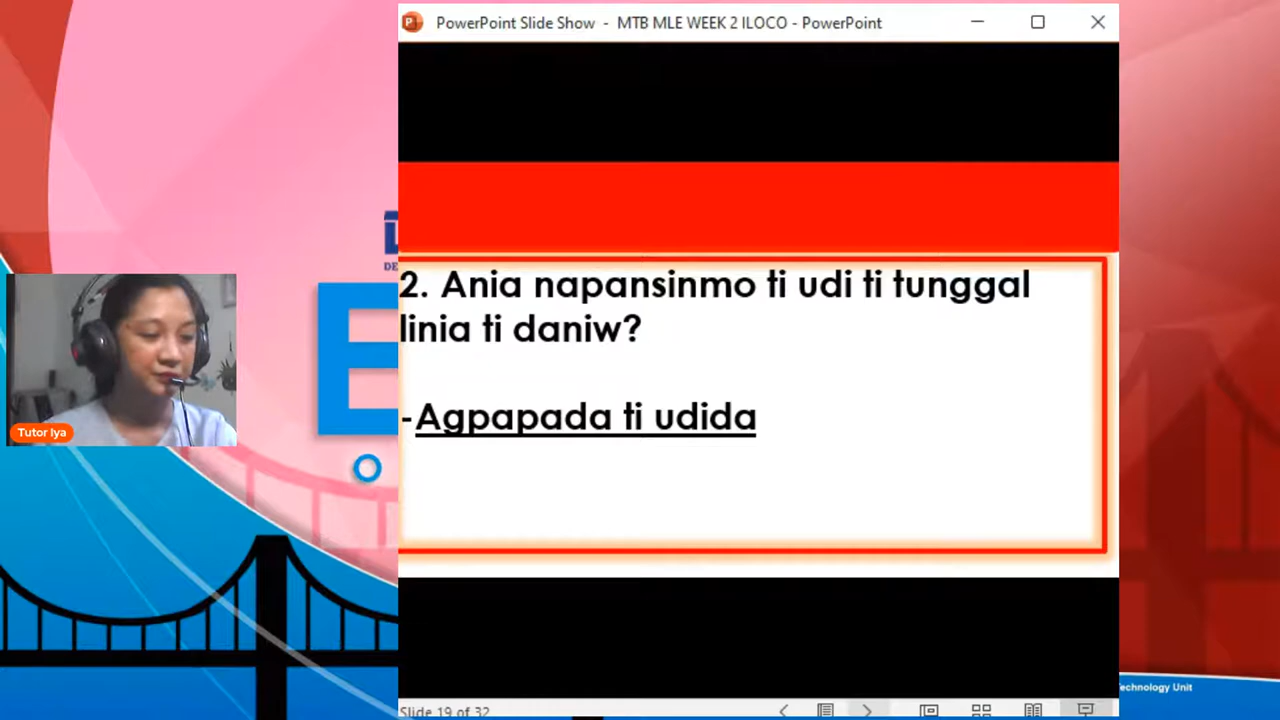 PowerPoint Slide Show - MTB MLE WEEK 2 ILOCO - PowerPoint
2. Ania napansinmo ti udi ti tunggal
linia ti daniw?
-Agpapada ti udida
Tutor Iya
DE
E
Technology Unit
Slide 19 of 32